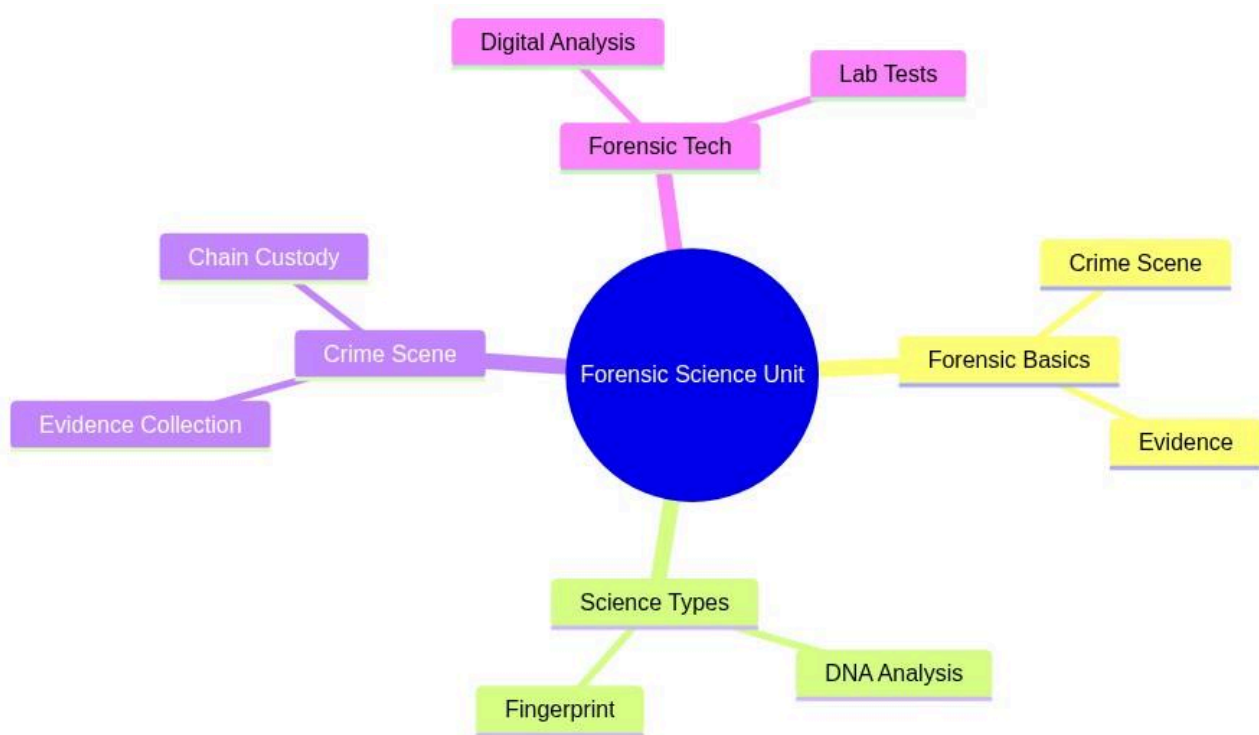 Digital Analysis
Lab Tests
Forensic Tech
Chain Custody
Crime Scene
Crime Scene
Forensic Basics
Forensic Science Unit
Evidence Collection
Evidence
Science Types
DNA Analysis
Fingerprint